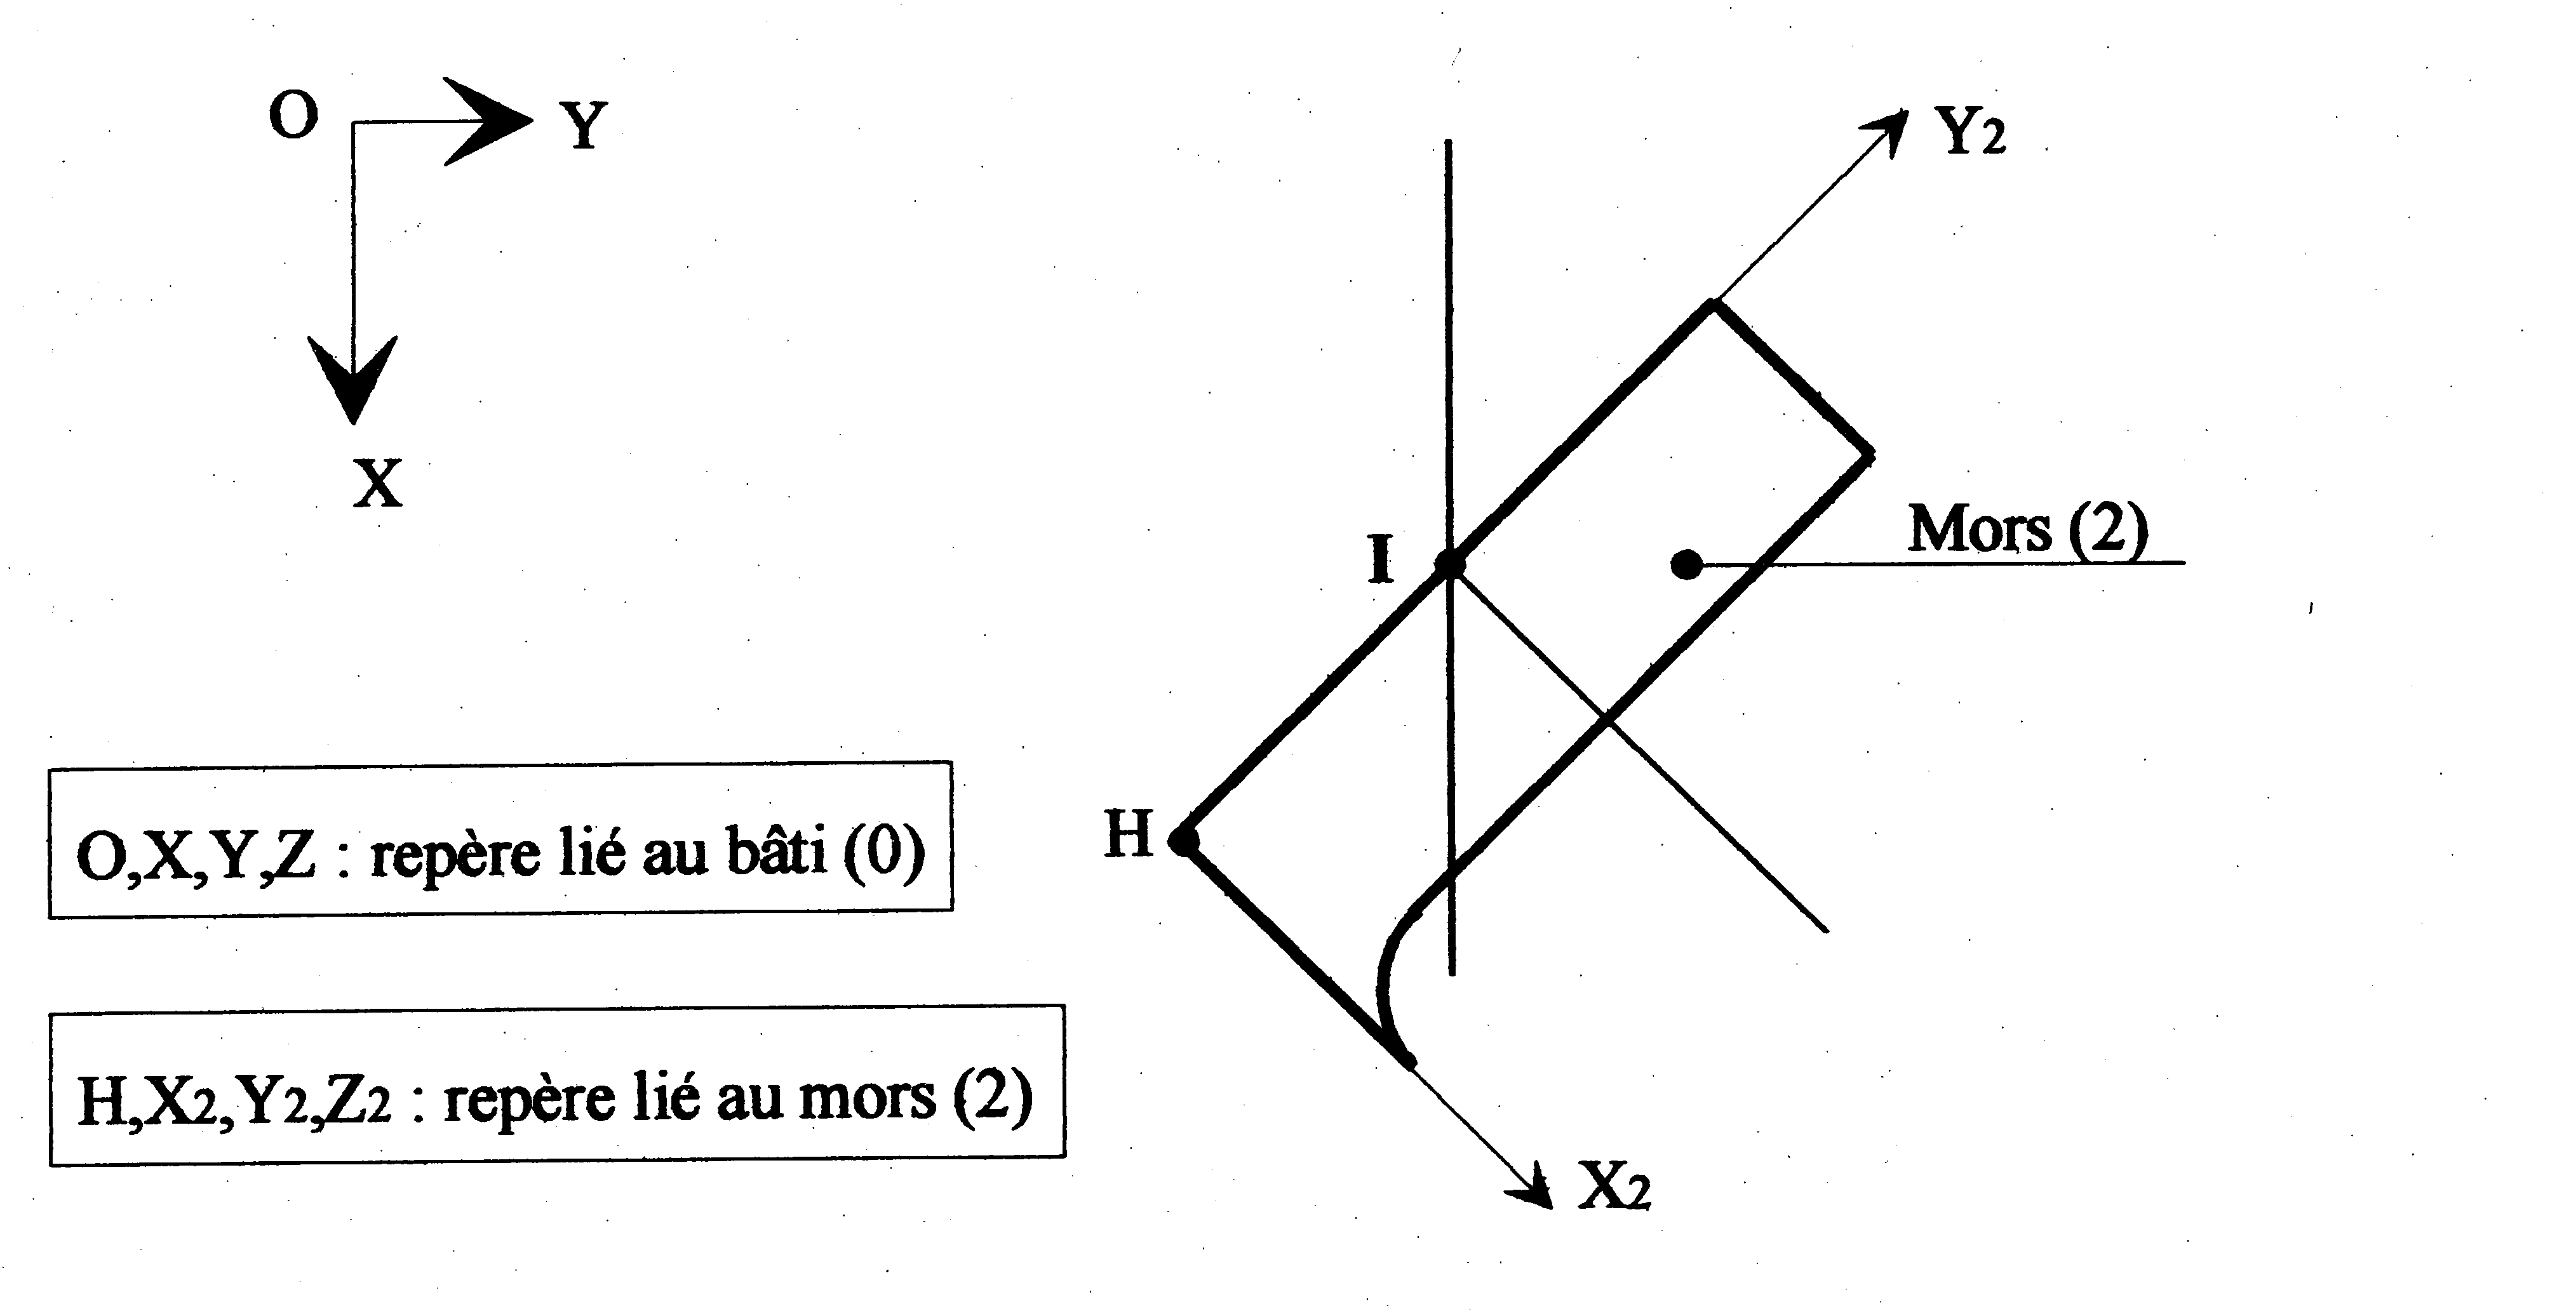 O
Y
X
Y2
I
Mors (2)
H
O,X,Y,Z : repère lié au bâti (0)
H,X2,Y2,Z2 : repère lié au mors (2)
X2